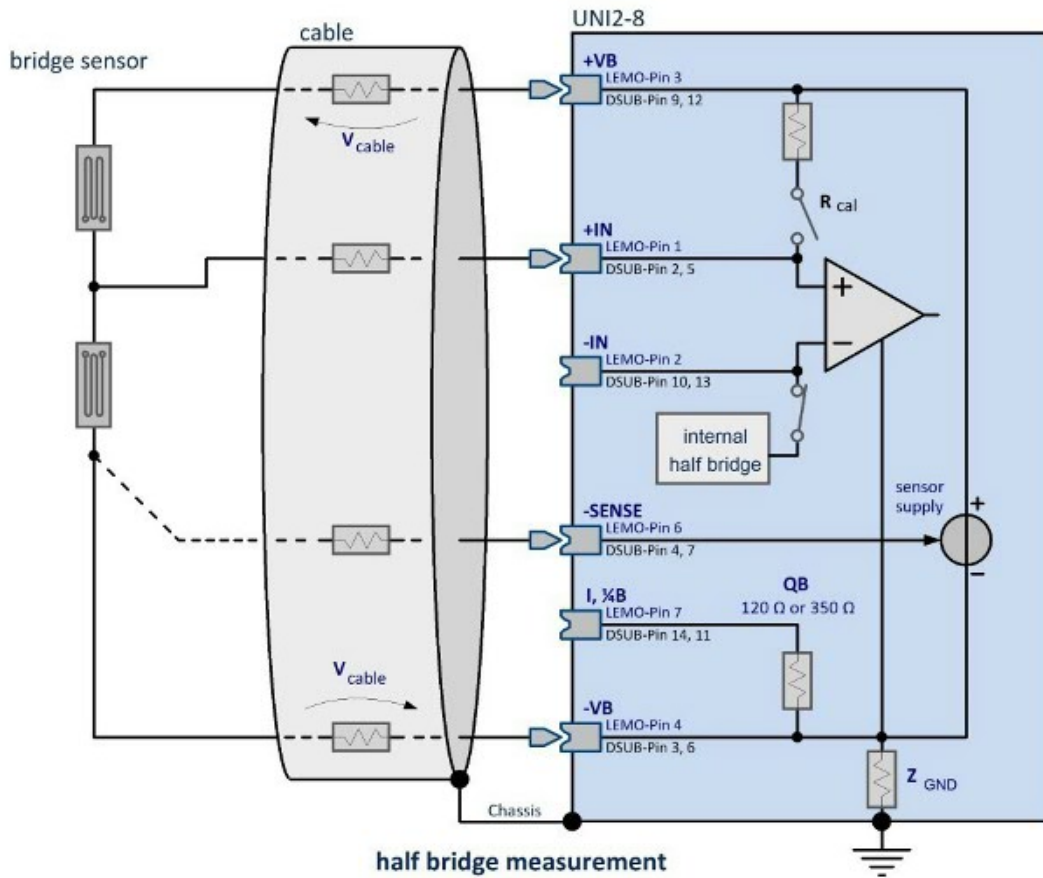 UNI2-8
cable
bridge sensor
+VB
LEMO-Pin 3
DSUB-Pin 9, 12
V cable
R cal
+IN
LEMO-Pin 1
DSUB-Pin 2, 5
+
−
-IN
LEMO-Pin 2
DSUB-Pin 10, 13
internal
half bridge
sensor
supply
+
−
-SENSE
LEMO-Pin 6
DSUB-Pin 4, 7
I, ¼B
LEMO-Pin 7
DSUB-Pin 14, 11
QB
120 Ω or 350 Ω
V cable
-VB
LEMO-Pin 4
DSUB-Pin 3, 6
Z GND
Chassis
half bridge measurement